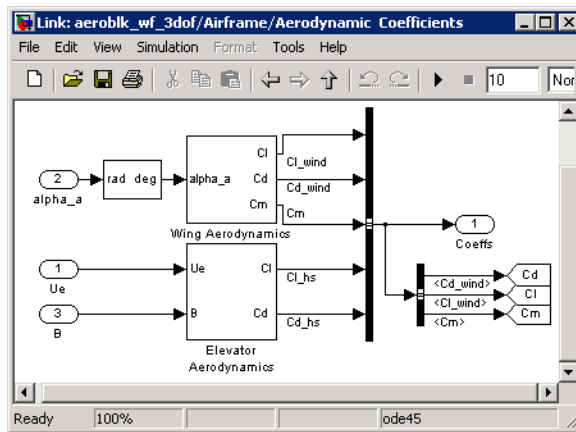 Link: aeroblk_wf_3dof/Airframe/Aerodynamic Coefficients
File Edit View Simulation Format Tools Help
10 Nor
2
alpha_a
rad deg
alpha_a
Cl
Cd
Cm
Wing Aerodynamics
Cl_wind
Cd_wind
Cm
1
Ue
3
B
Ue
B
Cl
Cd
Elevator
Aerodynamics
Cl_hs
Cd_hs
1
Coeffs
<Cd_wind>
<Cl_wind>
<Cm>
Cd
Cl
Cm
Ready 100% ode45